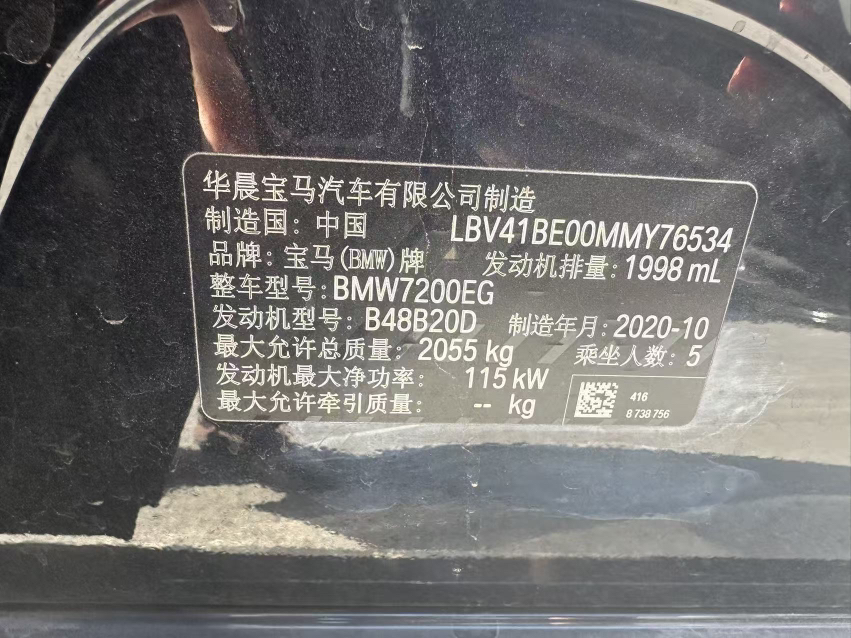 华晨宝马汽车有限公司制造
制造国：中国 LBV41BE00MMY76534
品牌：宝马(BMW)牌 发动机排量：1998 mL
整车型号：BMW7200EG
发动机型号：B48B20D 制造年月：2020-10
最大允许总质量：2055 kg 乘坐人数：5
发动机最大净功率： 115 kW
最大允许牵引质量： -- kg
416
8 738 756